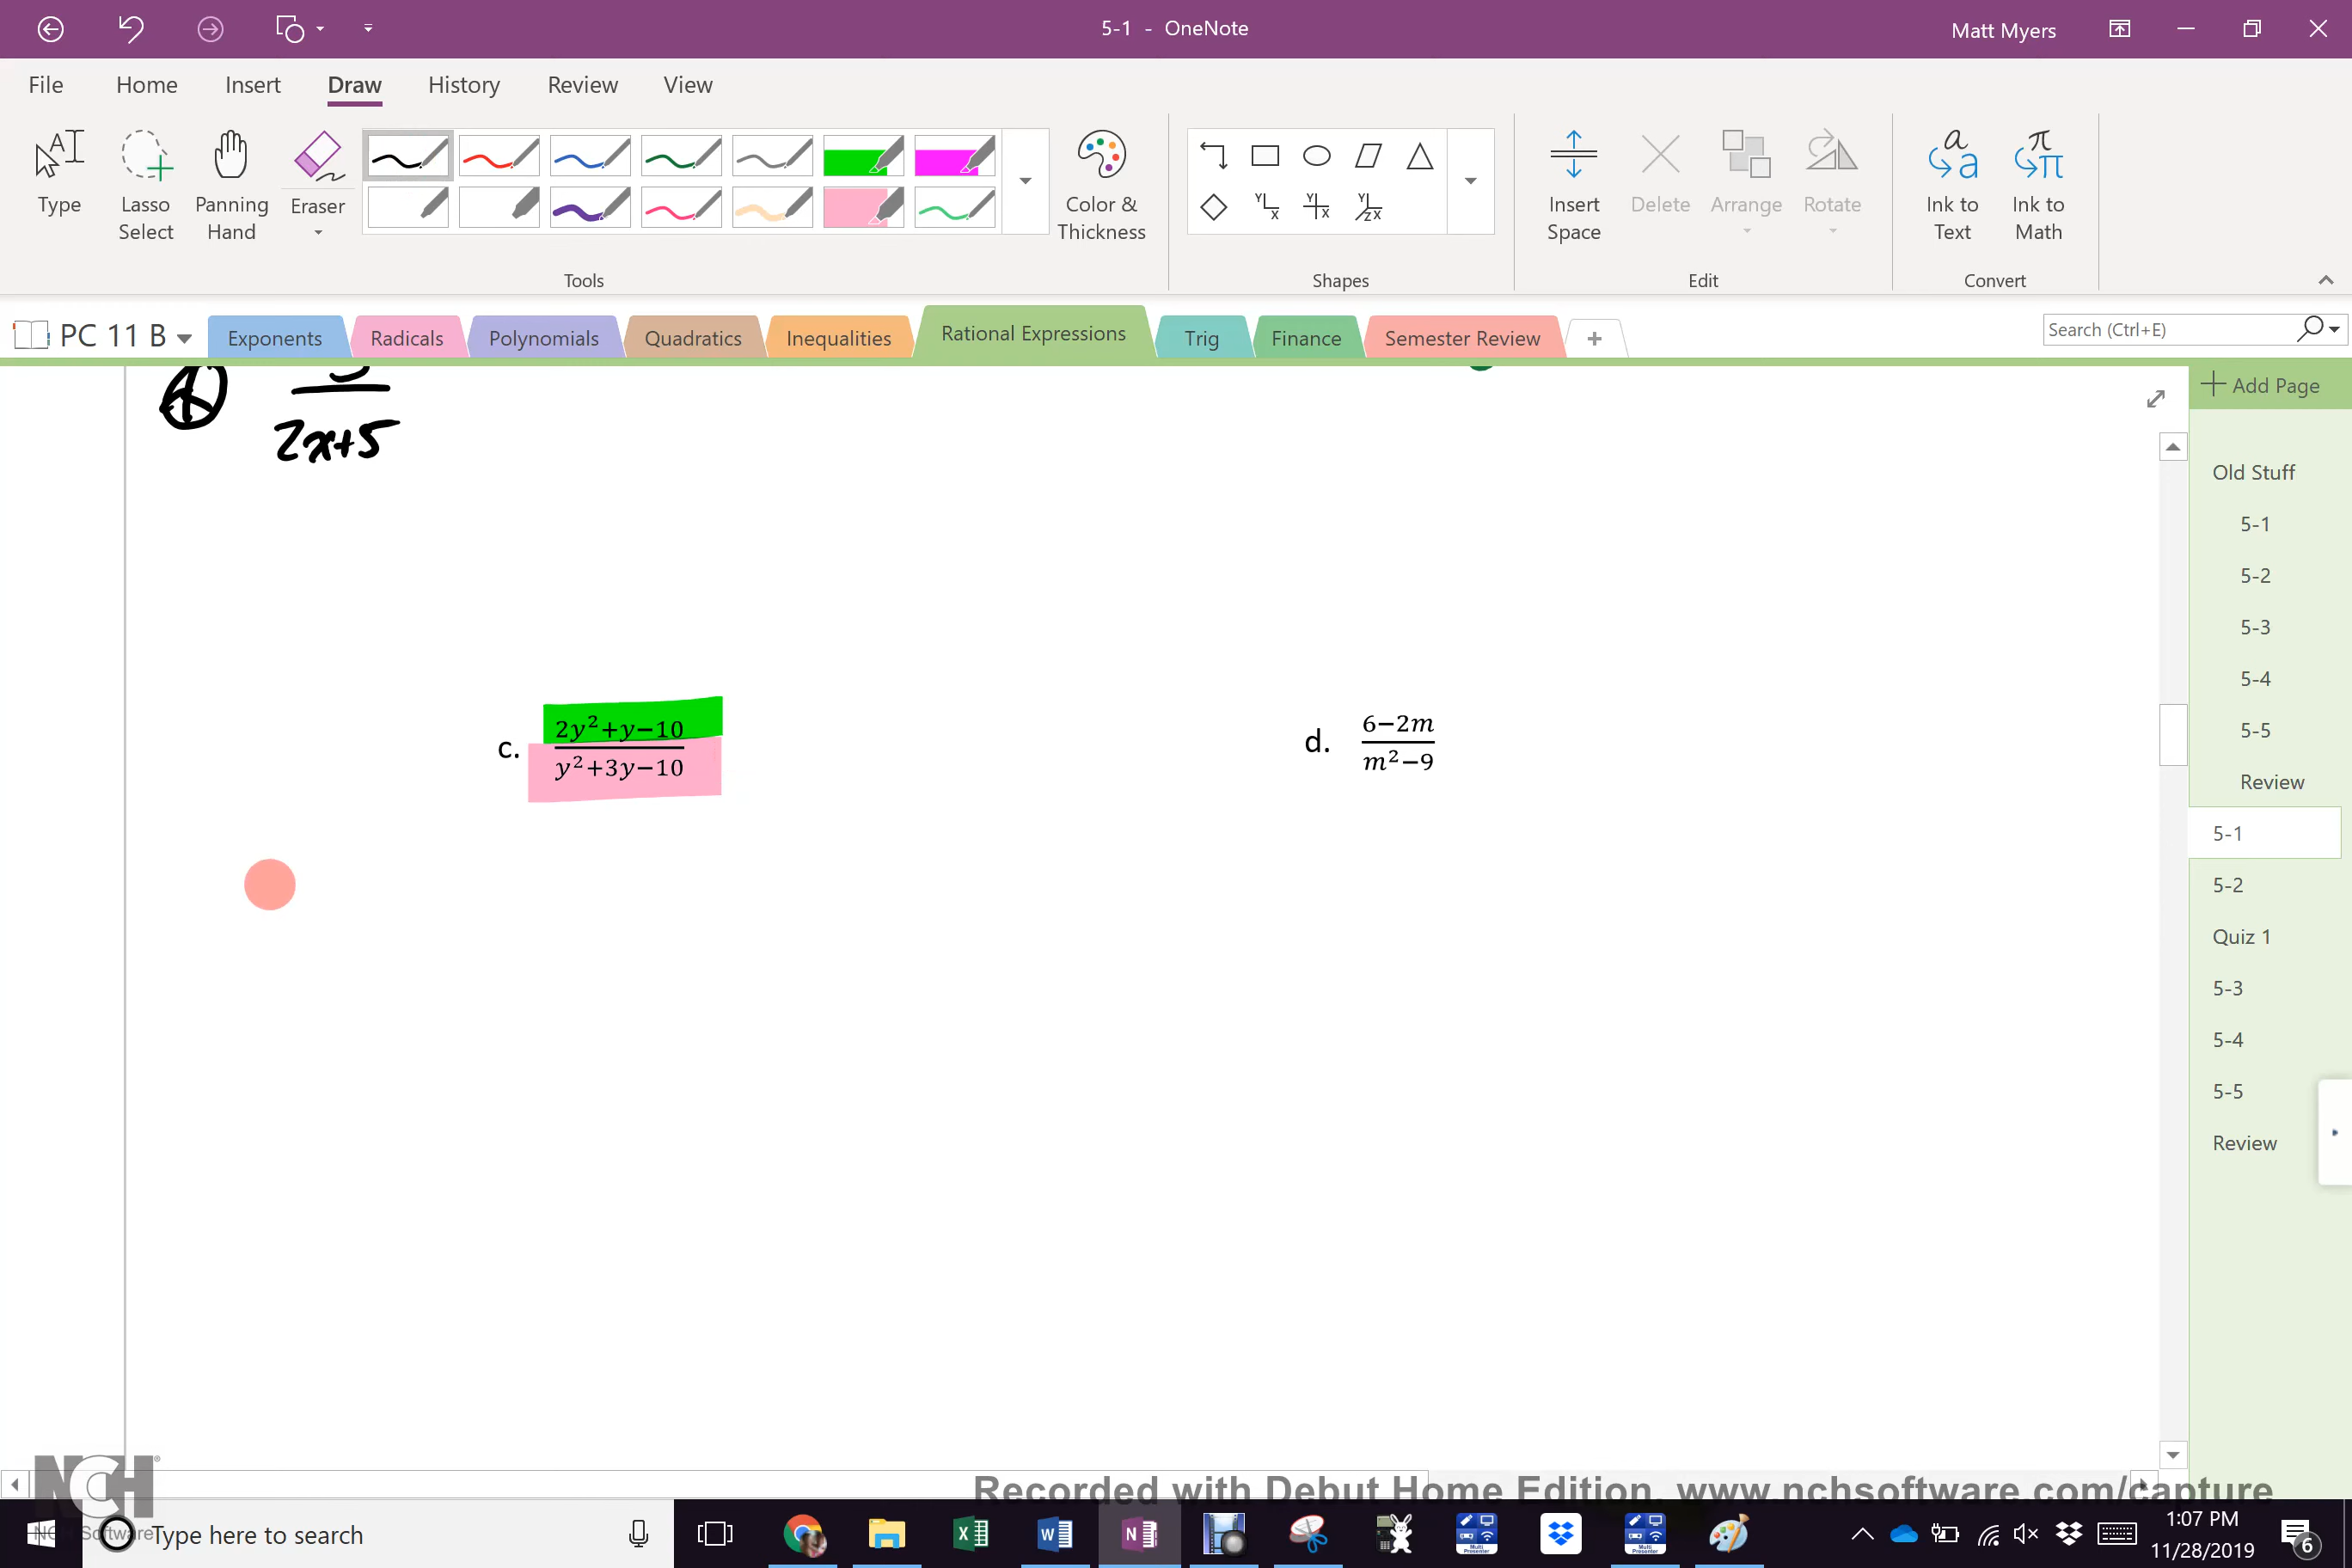 5-1 - OneNote
Matt Myers
File Home Insert Draw History Review View
Type
Lasso Select
Panning Hand
Eraser
Color & Thickness
Insert Space
Delete
Arrange
Rotate
Ink to Text
Ink to Math
Tools
Shapes
Edit
Convert
PC 11 B
Exponents Radicals Polynomials Quadratics Inequalities Rational Expressions Trig Finance Semester Review +
Search (Ctrl+E)
Add Page
Old Stuff
5-1
5-2
5-3
5-4
5-5
Review
5-1
5-2
Quiz 1
5-3
5-4
5-5
Review
2x+5
c.
2y²+y−10
y²+3y−10
d.
6−2m
m²−9
NCH®
NCH Software
Recorded with Debut Home Edition. www.nchsoftware.com/capture
Type here to search
1:07 PM
11/28/2019
6